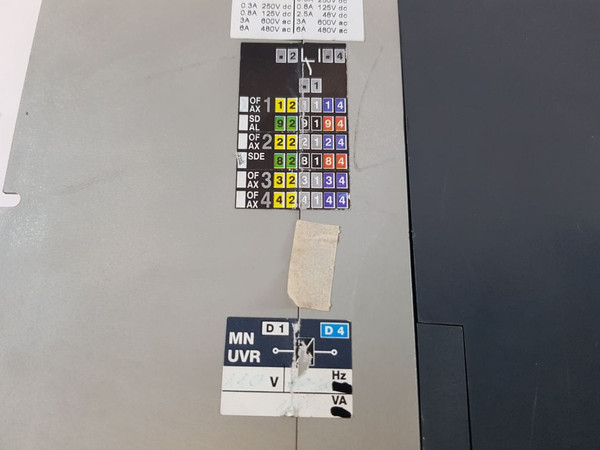 0.3A 250V dc 0.8A 125V dc
0.8A 125V dc 2.5A 48V dc
3A 600V ac 3A 600V ac
6A 480V ac 6A 480V ac
2 4
1
OF AX 1 12 11 14
SD AL 92 91 94
OF AX 2 22 21 24
SDE 82 81 84
OF AX 3 32 31 34
OF AX 4 42 41 44
D 1 D 4
MN
UVR
V Hz
VA